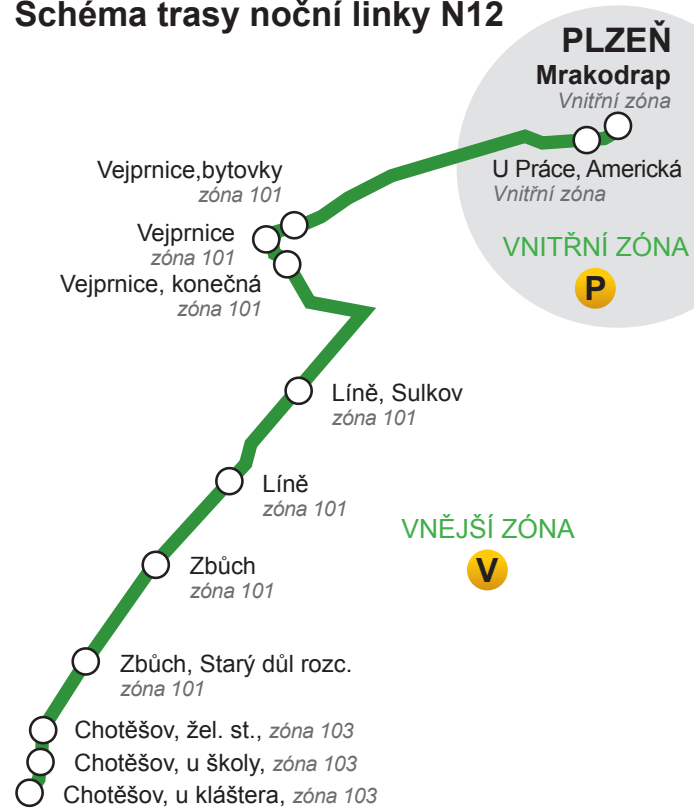 Schéma trasy noční linky N12
PLZEŇ
Mrakodrap
Vnitřní zóna
U Práce, Americká
Vnitřní zóna
VNITŘNÍ ZÓNA
P
Vejprnice,bytovky
zóna 101
Vejprnice
zóna 101
Vejprnice, konečná
zóna 101
Líně, Sulkov
zóna 101
Líně
zóna 101
VNĚJŠÍ ZÓNA
V
Zbůch
zóna 101
Zbůch, Starý důl rozc.
zóna 101
Chotěšov, žel. st., zóna 103
Chotěšov, u školy, zóna 103
Chotěšov, u kláštera, zóna 103